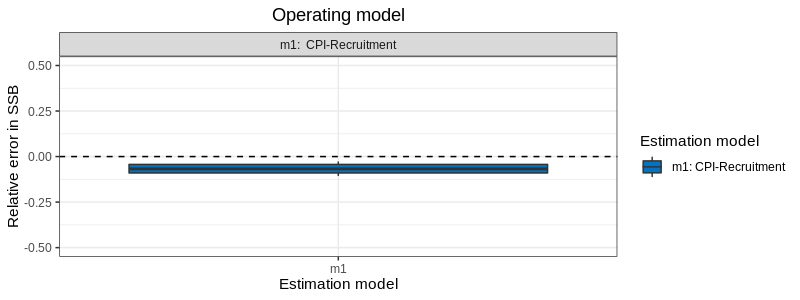 Operating model
m1: CPI-Recruitment
0.50
0.25
0.00
-0.25
-0.50
Relative error in SSB
m1
Estimation model
Estimation model
m1: CPI-Recruitment